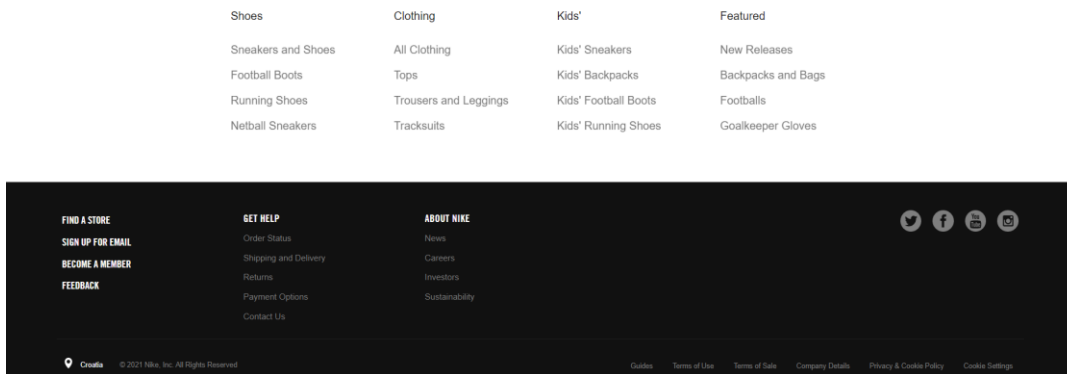 Shoes
Sneakers and Shoes
Football Boots
Running Shoes
Netball Sneakers
Clothing
All Clothing
Tops
Trousers and Leggings
Tracksuits
Kids'
Kids' Sneakers
Kids' Backpacks
Kids' Football Boots
Kids' Running Shoes
Featured
New Releases
Backpacks and Bags
Footballs
Goalkeeper Gloves
FIND A STORE
SIGN UP FOR EMAIL
BECOME A MEMBER
FEEDBACK
GET HELP
Order Status
Shipping and Delivery
Returns
Payment Options
Contact Us
ABOUT NIKE
News
Careers
Investors
Sustainability
You
Tube
Croatia
© 2021 Nike, Inc. All Rights Reserved
Guides
Terms of Use
Terms of Sale
Company Details
Privacy & Cookie Policy
Cookie Settings